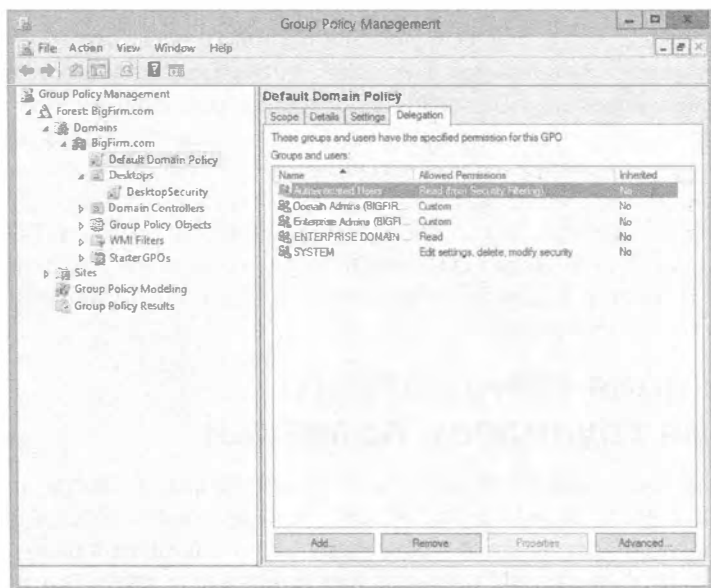 Group Policy Management
File Action View Window Help
Group Policy Management
Forest: BigFirm.com
Domains
BigFirm.com
Default Domain Policy
Desktops
DesktopSecurity
Domain Controllers
Group Policy Objects
WMI Filters
Starter GPOs
Sites
Group Policy Modeling
Group Policy Results
Default Domain Policy
Scope Details Settings Delegation
These groups and users have the specified permission for this GPO
Groups and users:
Name Allowed Permissions Inherited
Authenticated Users Read (from Security Filtering) No
Domain Admins (BIGFIR... Custom No
Enterprise Admins (BIGFI... Custom No
ENTERPRISE DOMAIN Read No
SYSTEM Edit settings, delete, modify security No
Add... Remove Properties Advanced...